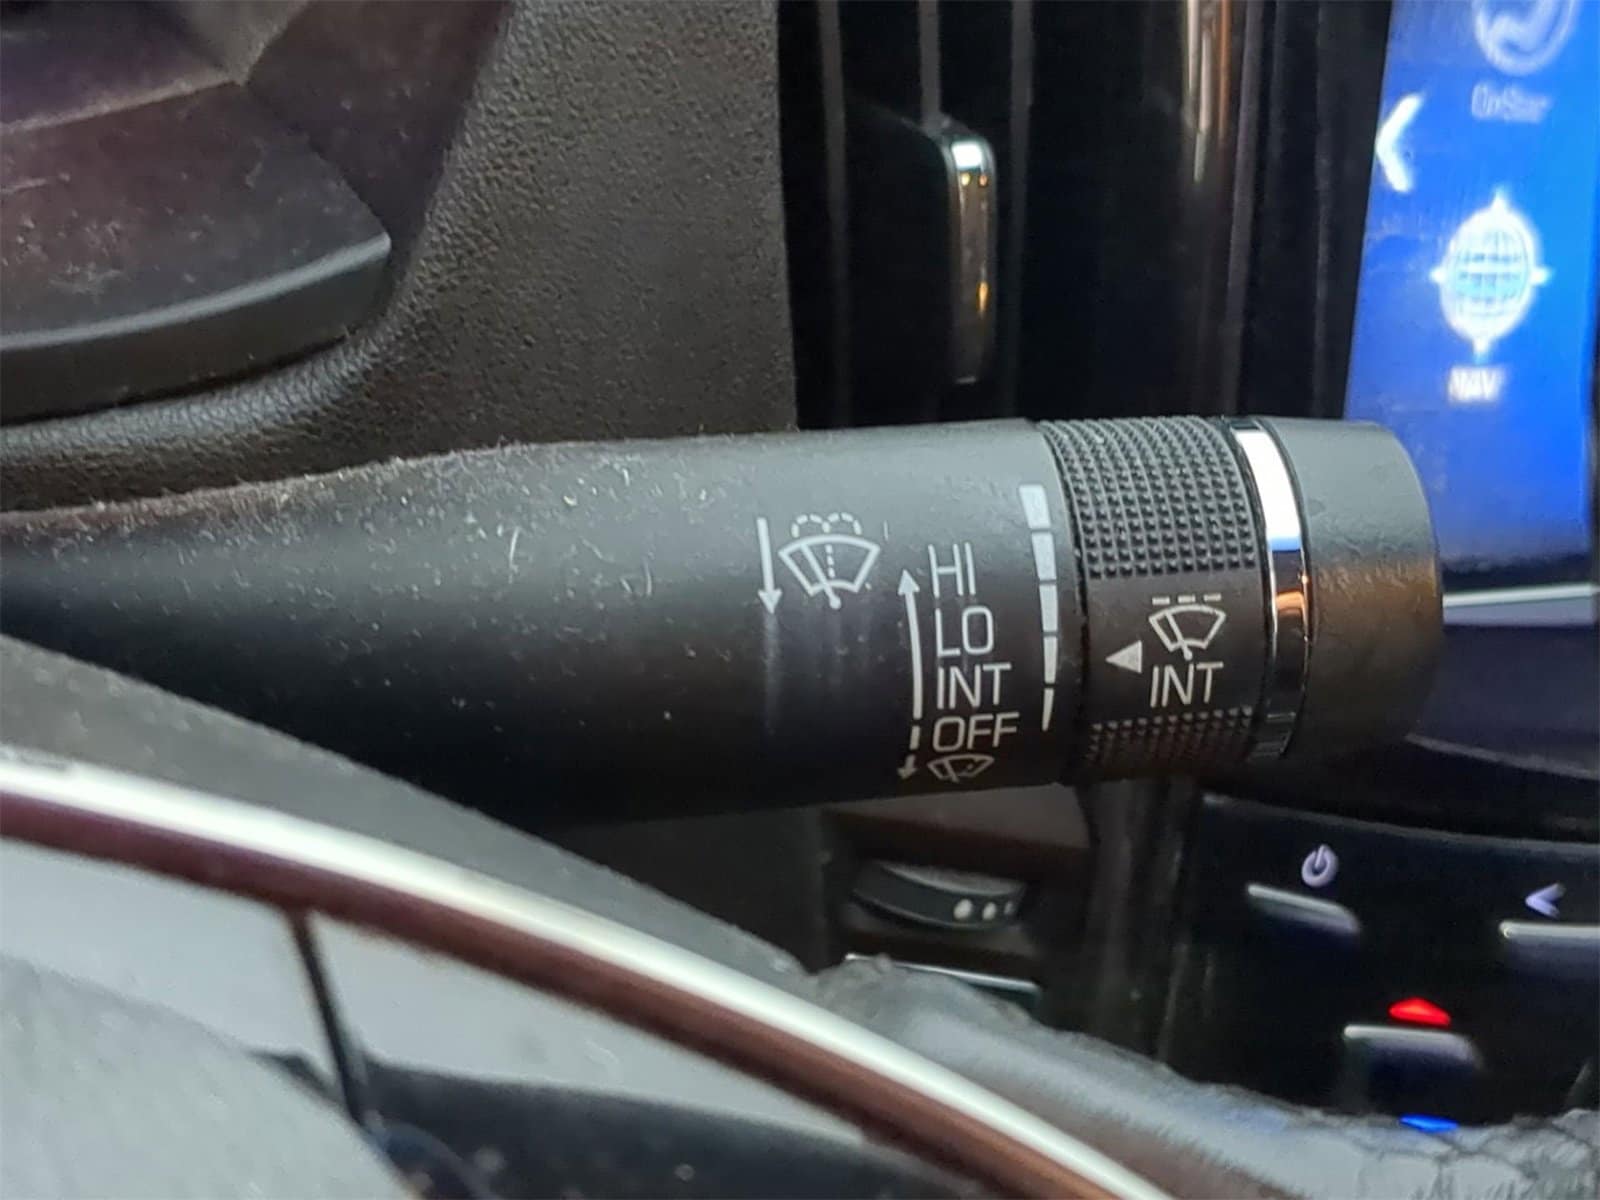 OnStar
NAV
HI
LO
INT
OFF
INT